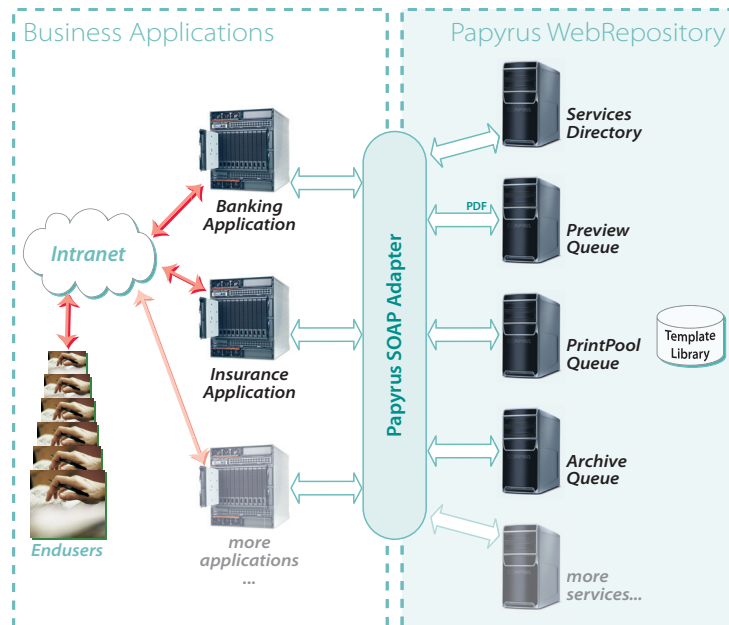 Business Applications
Papyrus WebRepository
Services
Directory
Banking
Application
PDF
Preview
Queue
Intranet
Papyrus SOAP Adapter
Insurance
Application
PrintPool
Queue
Template
Library
Archive
Queue
Endusers
more
applications
...
more
services...